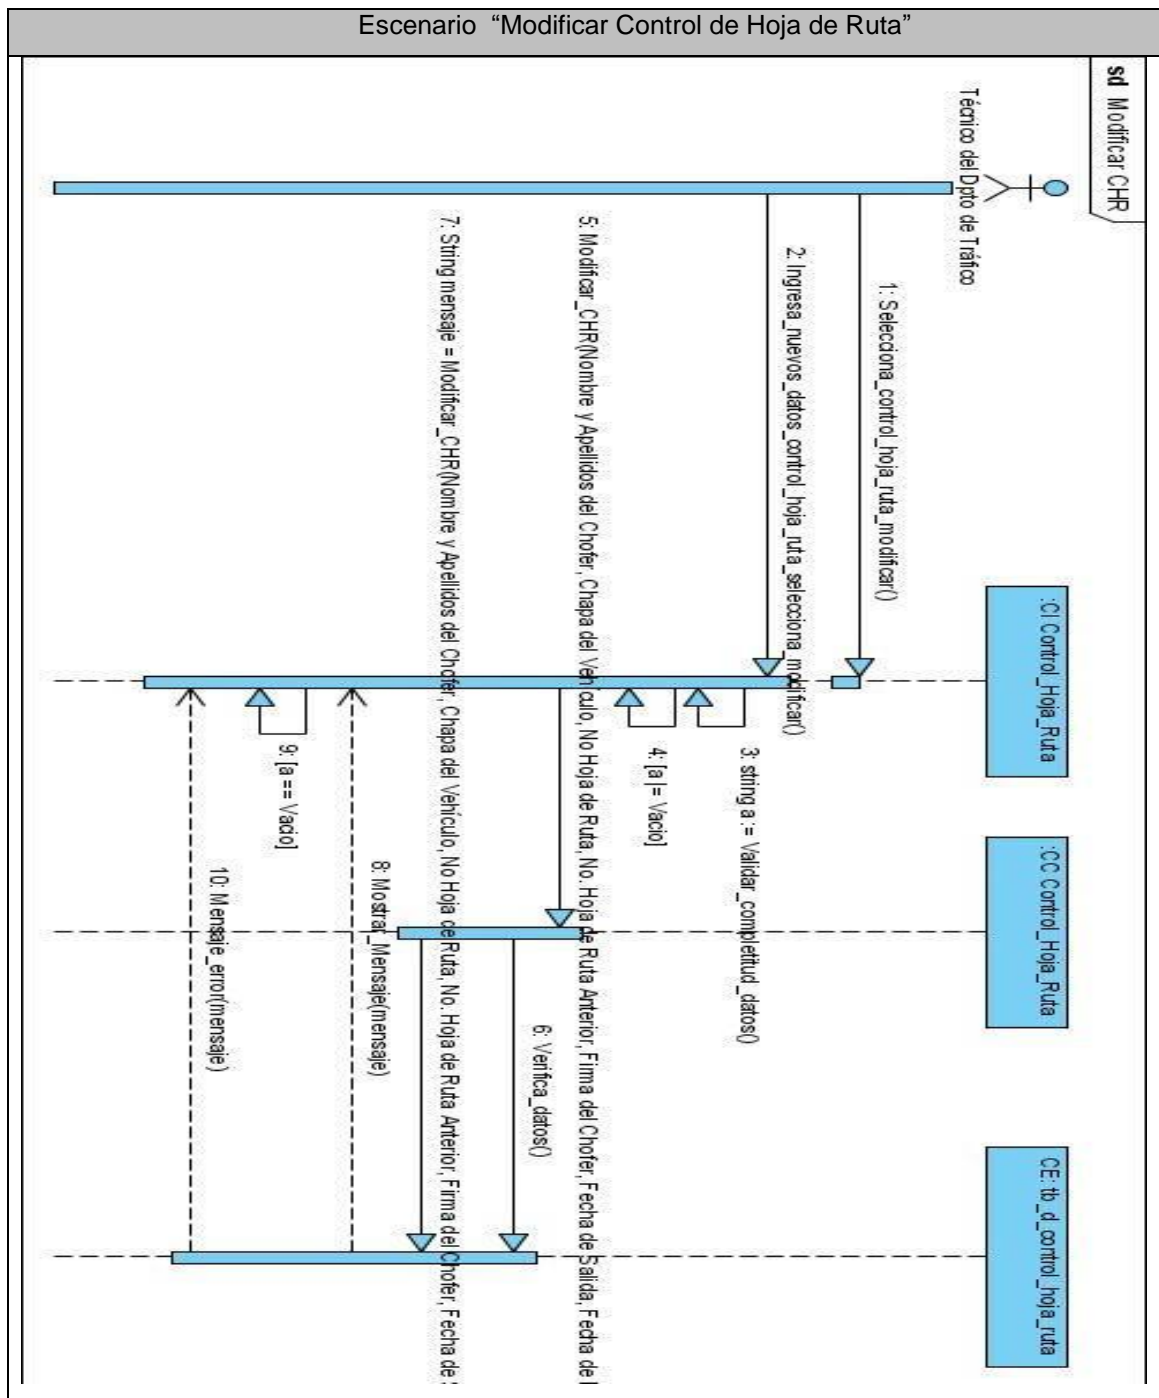 Escenario “Modificar Control de Hoja de Ruta”
sd Modificar CHR
Técnico del Dpto de Tráfico
:CI Control_Hoja_Ruta
:CC Control_Hoja_Ruta
CE: tb_d_control_hoja_ruta
1: Selecciona_control_hoja_ruta_modificar()
2: Ingresa_nuevos_datos_control_hoja_ruta_selecciona_modificar()
3: string a := Validar_completitud_datos()
4: [a |= Vacio]
5: Modificar_CHR(Nombre y Apellidos del Chofer, Chapa del Vehículo, No Hoja de Ruta, No. Hoja de Ruta Anterior, Firma del Chofer, Fecha de Salida, Fecha de
6: Verifica_datos()
7: String mensaje = Modificar_CHR(Nombre y Apellidos del Chofer, Chapa del Vehículo, No Hoja de Ruta, No. Hoja de Ruta Anterior, Firma del Chofer, Fecha de
8: Mostrar_Mensaje(mensaje)
9: [a == Vacio]
10: Mensaje_error(mensaje)